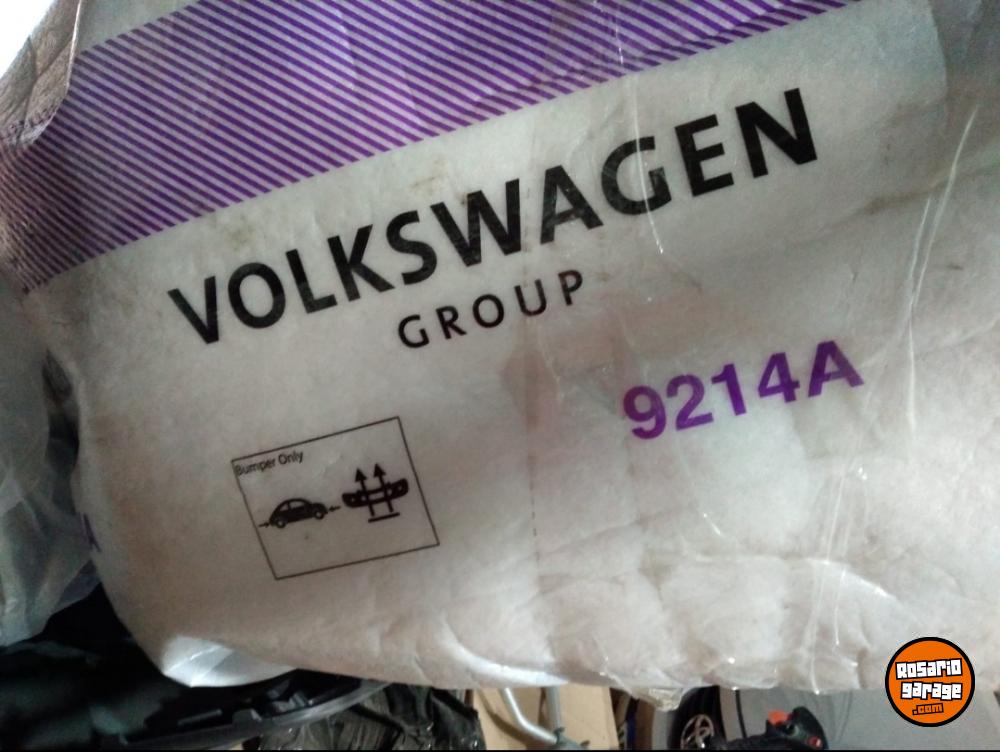 VOLKSWAGEN
GROUP
9214A
Bumper Only
A
Rosario
garage
.com